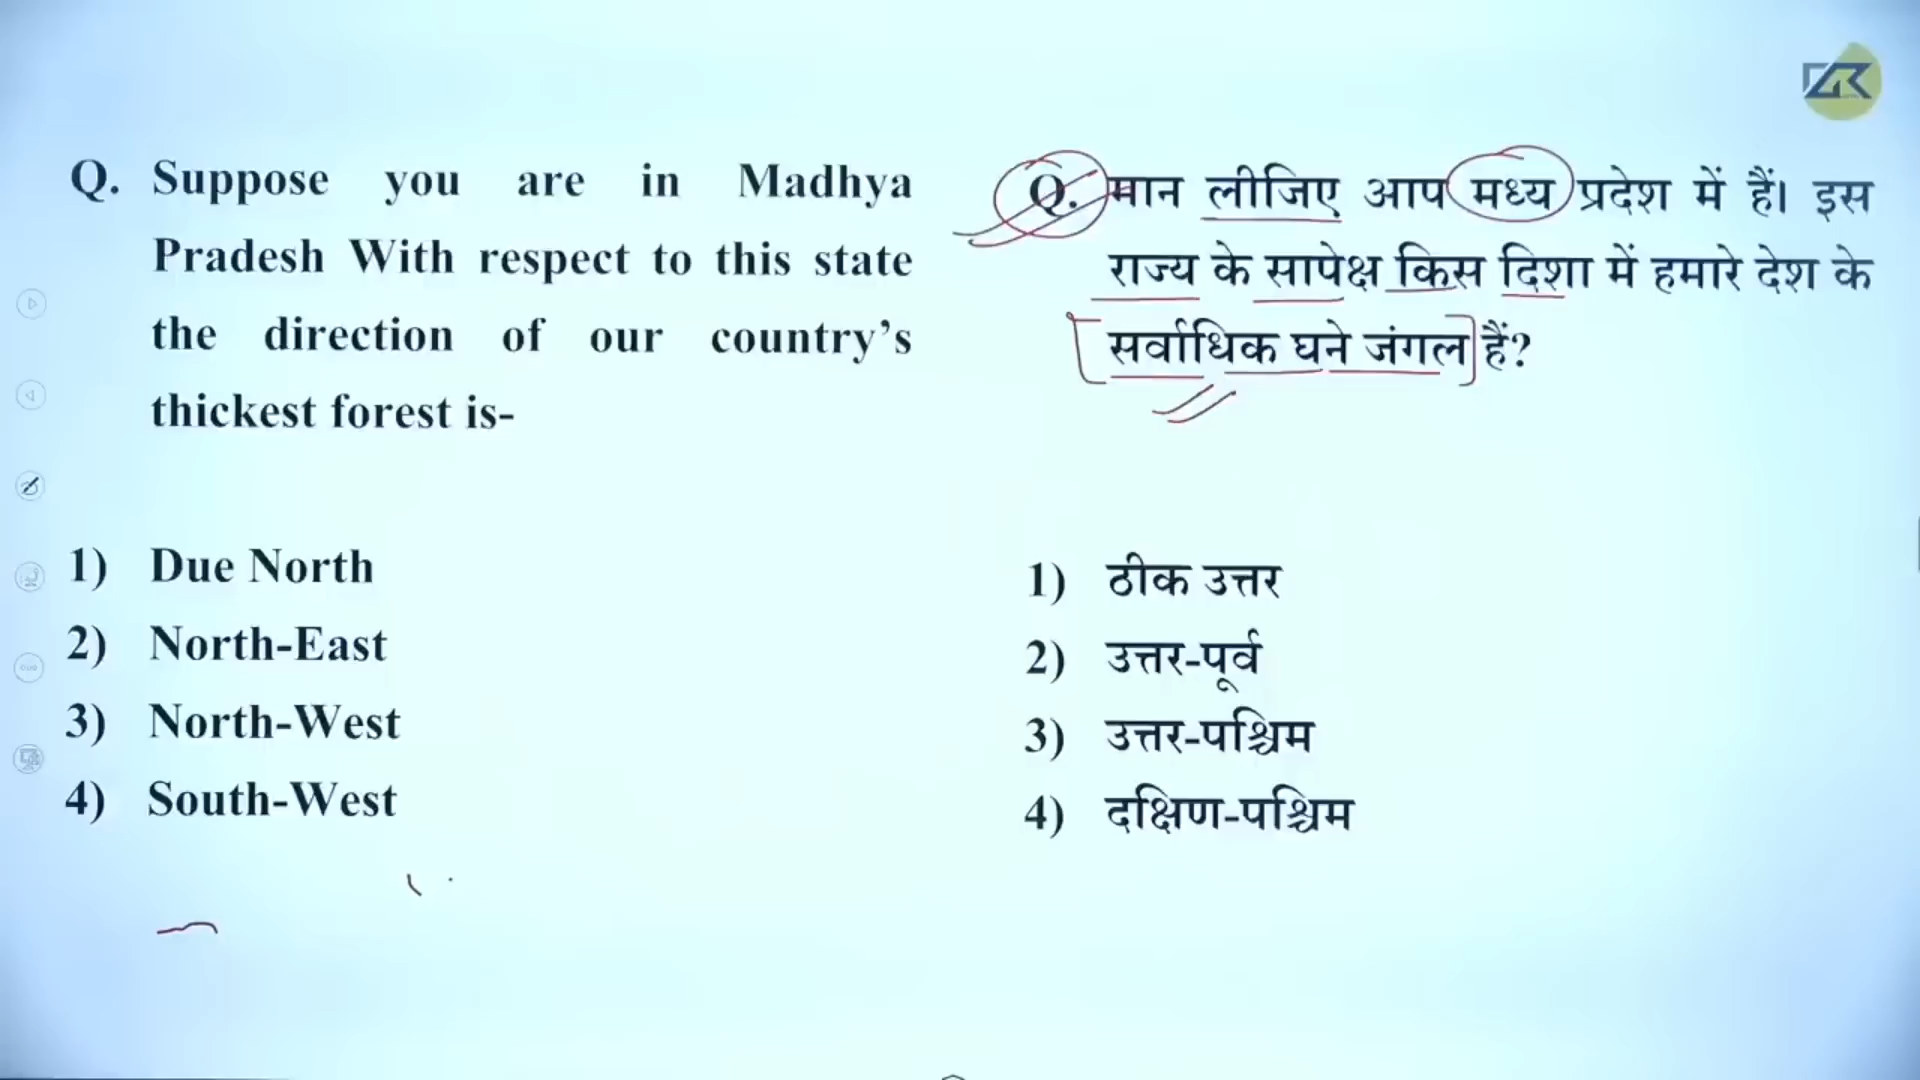 Q. Suppose you are in Madhya
Pradesh With respect to this state
the direction of our country’s
thickest forest is-
1) Due North
2) North-East
3) North-West
4) South-West
Q. मान लीजिए आप मध्य प्रदेश में हैं। इस
राज्य के सापेक्ष किस दिशा में हमारे देश के
सर्वाधिक घने जंगल हैं?
1) ठीक उत्तर
2) उत्तर-पूर्व
3) उत्तर-पश्चिम
4) दक्षिण-पश्चिम